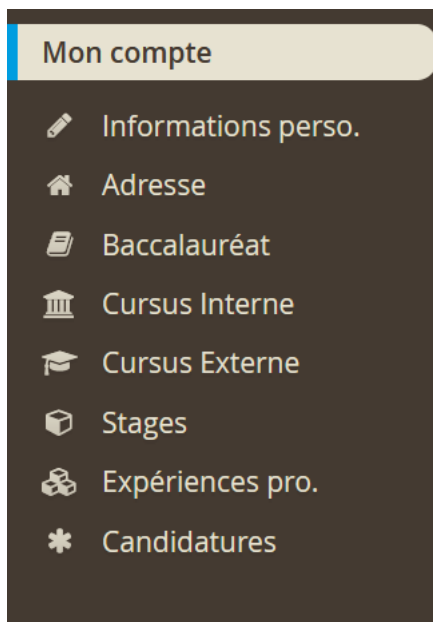 Mon compte
Informations perso.
Adresse
Baccalauréat
Cursus Interne
Cursus Externe
Stages
Expériences pro.
Candidatures